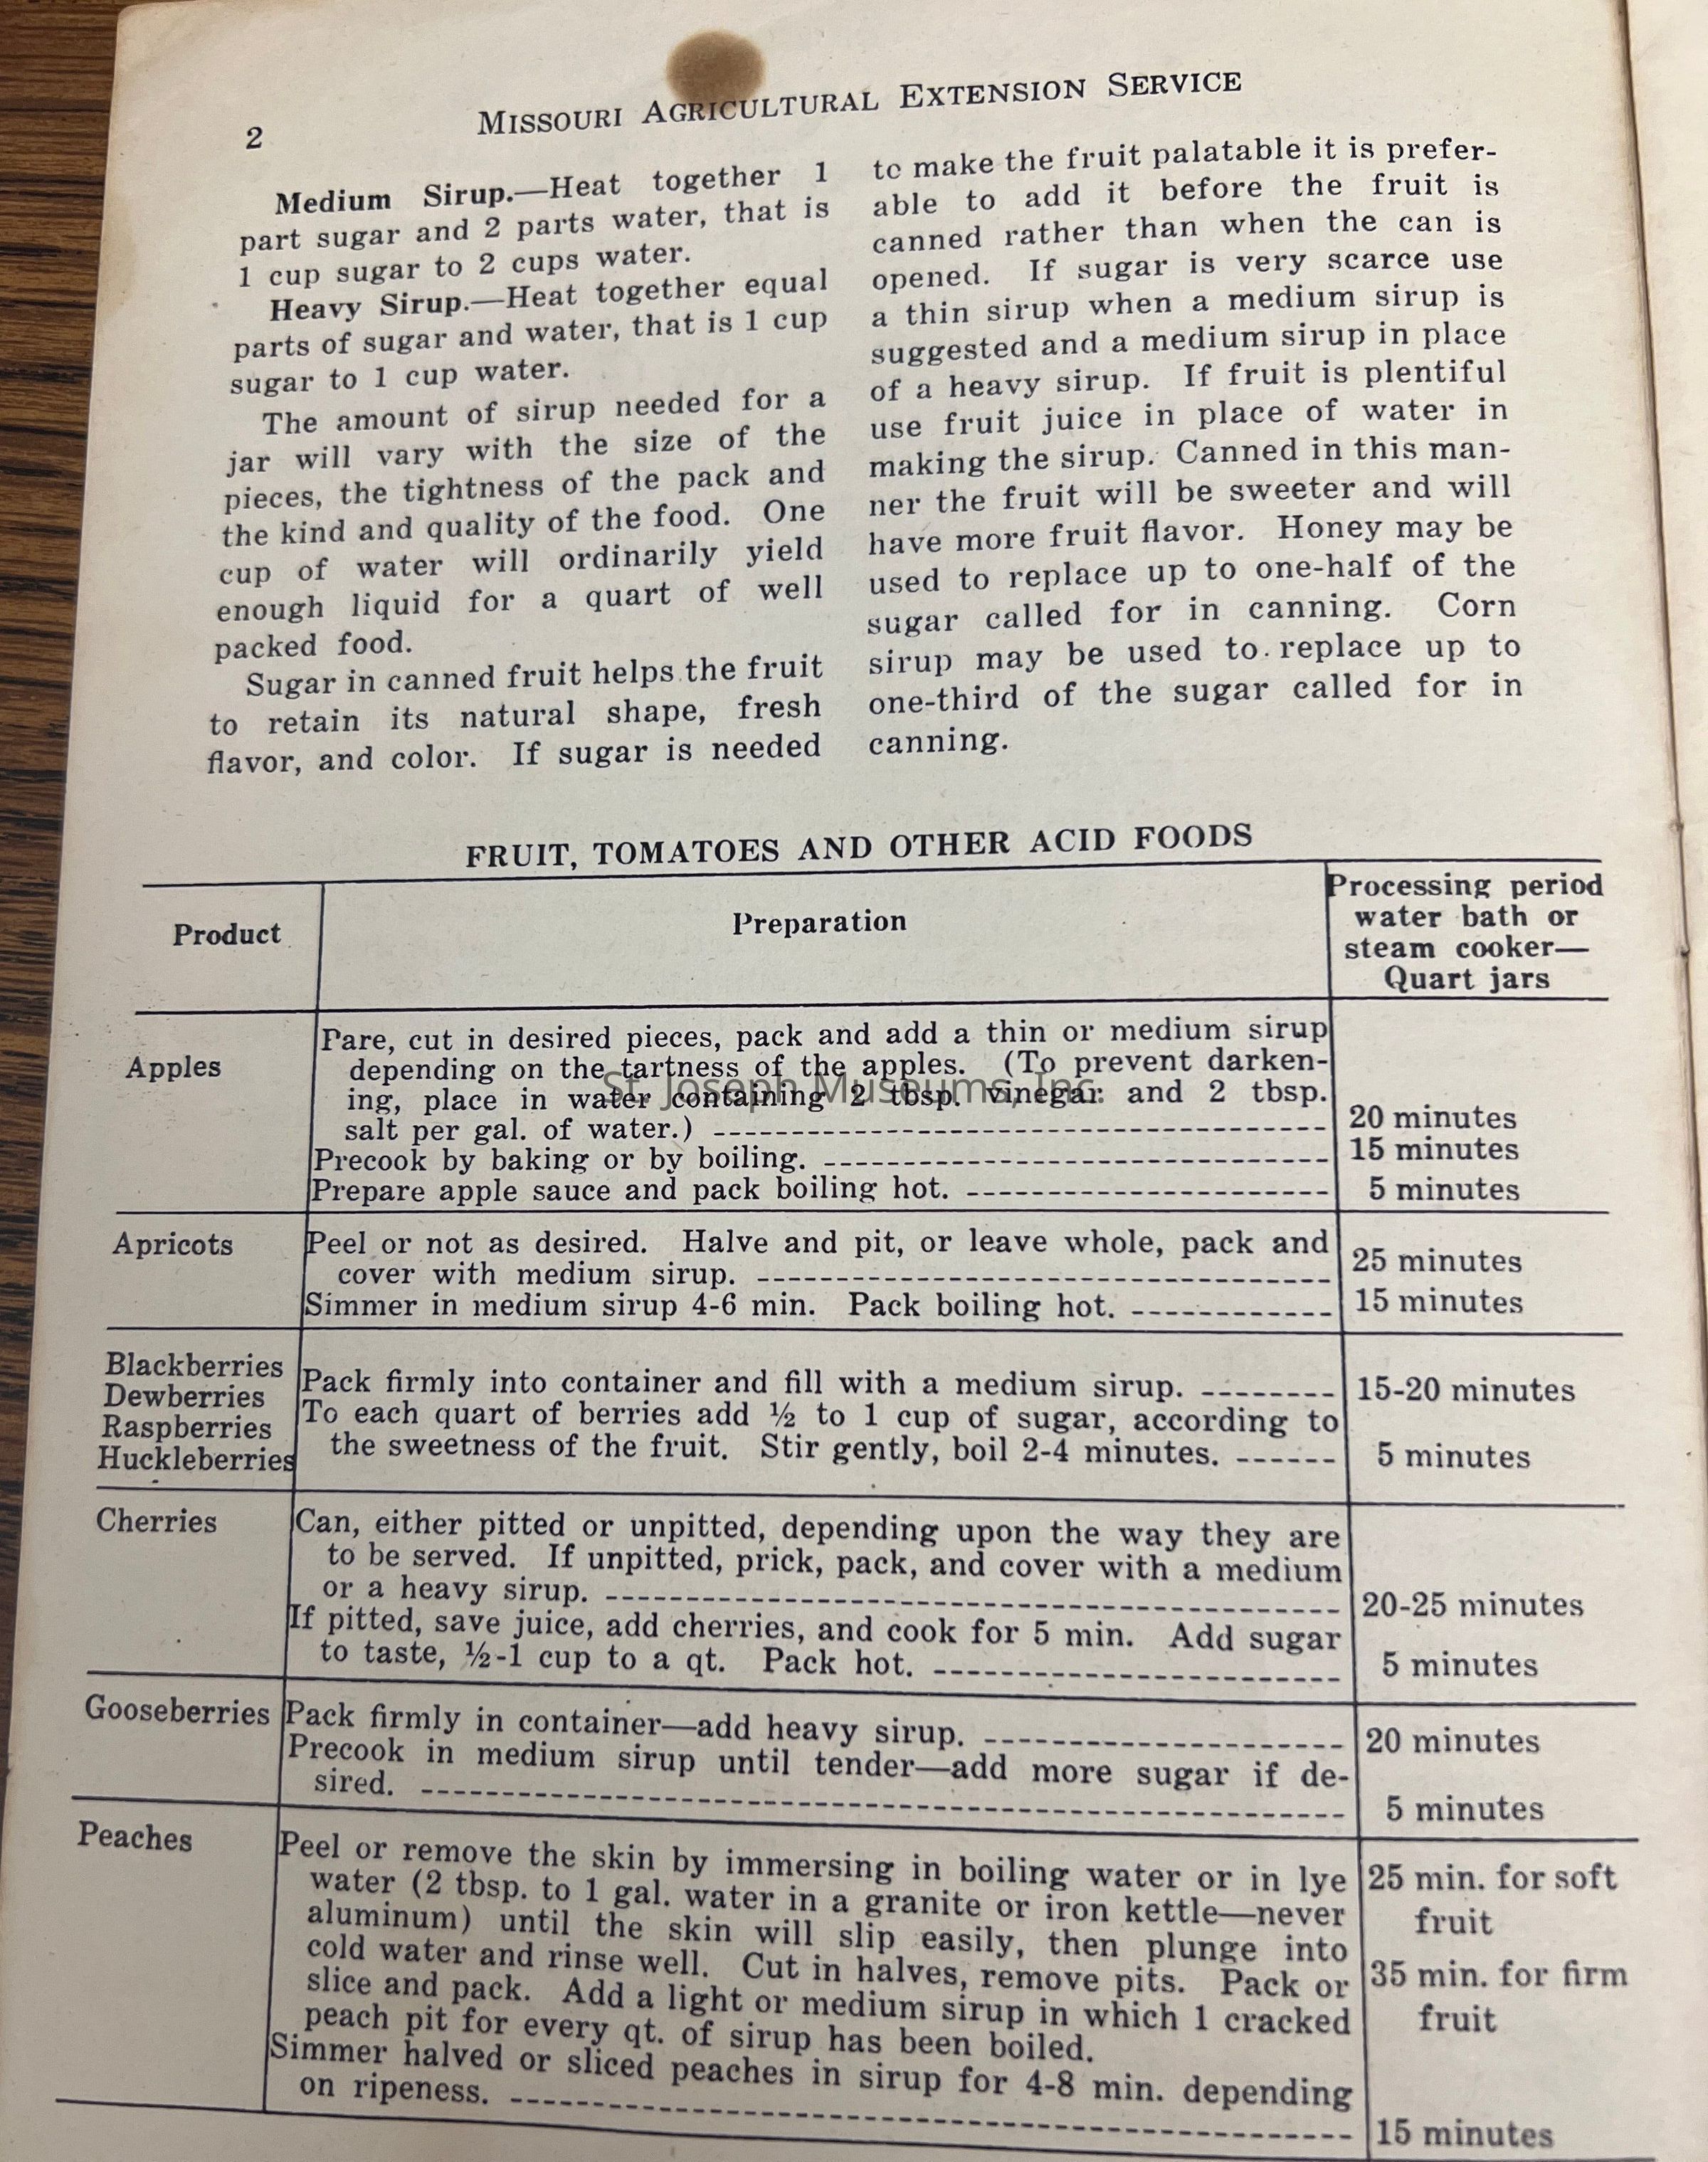 2
MISSOURI AGRICULTURAL EXTENSION SERVICE
Medium Sirup.—Heat together 1
part sugar and 2 parts water, that is
1 cup sugar to 2 cups water.
Heavy Sirup.—Heat together equal
parts of sugar and water, that is 1 cup
sugar to 1 cup water.
The amount of sirup needed for a
jar will vary with the size of the
pieces, the tightness of the pack and
the kind and quality of the food. One
cup of water will ordinarily yield
enough liquid for a quart of well
packed food.
Sugar in canned fruit helps the fruit
to retain its natural shape, fresh
flavor, and color. If sugar is needed
to make the fruit palatable it is prefer-
able to add it before the fruit is
canned rather than when the can is
opened. If sugar is very scarce use
a thin sirup when a medium sirup is
suggested and a medium sirup in place
of a heavy sirup. If fruit is plentiful
use fruit juice in place of water in
making the sirup. Canned in this man-
ner the fruit will be sweeter and will
have more fruit flavor. Honey may be
used to replace up to one-half of the
sugar called for in canning. Corn
sirup may be used to replace up to
one-third of the sugar called for in
canning.
FRUIT, TOMATOES AND OTHER ACID FOODS
Product
Preparation
Processing period
water bath or
steam cooker—
Quart jars
Apples
Pare, cut in desired pieces, pack and add a thin or medium sirup
depending on the tartness of the apples. (To prevent darken-
ing, place in water containing 2 tbsp. vinegar and 2 tbsp.
salt per gal. of water.) 20 minutes
Precook by baking or by boiling. 15 minutes
Prepare apple sauce and pack boiling hot. 5 minutes
St. Joseph Museums, Inc.
Apricots
Peel or not as desired. Halve and pit, or leave whole, pack and
cover with medium sirup. 25 minutes
Simmer in medium sirup 4-6 min. Pack boiling hot. 15 minutes
Blackberries
Dewberries
Raspberries
Huckleberries
Pack firmly into container and fill with a medium sirup. 15-20 minutes
To each quart of berries add ½ to 1 cup of sugar, according to
the sweetness of the fruit. Stir gently, boil 2-4 minutes. 5 minutes
Cherries
Can, either pitted or unpitted, depending upon the way they are
to be served. If unpitted, prick, pack, and cover with a medium
or a heavy sirup. 20-25 minutes
If pitted, save juice, add cherries, and cook for 5 min. Add sugar
to taste, ½-1 cup to a qt. Pack hot. 5 minutes
Gooseberries
Pack firmly in container—add heavy sirup. 20 minutes
Precook in medium sirup until tender—add more sugar if de-
sired. 5 minutes
Peaches
Peel or remove the skin by immersing in boiling water or in lye
water (2 tbsp. to 1 gal. water in a granite or iron kettle—never
aluminum) until the skin will slip easily, then plunge into
cold water and rinse well. Cut in halves, remove pits. Pack or
slice and pack. Add a light or medium sirup in which 1 cracked
peach pit for every qt. of sirup has been boiled.
25 min. for soft
fruit
35 min. for firm
fruit
Simmer halved or sliced peaches in sirup for 4-8 min. depending
on ripeness. 15 minutes